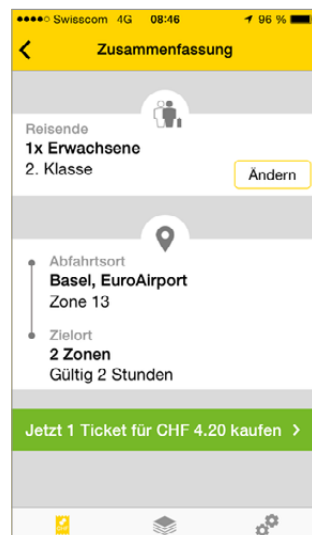 Swisscom 4G 08:46 96 %
Zusammenfassung
Reisende
1x Erwachsene
2. Klasse
Ändern
Abfahrtsort
Basel, EuroAirport
Zone 13
Zielort
2 Zonen
Gültig 2 Stunden
Jetzt 1 Ticket für CHF 4.20 kaufen >